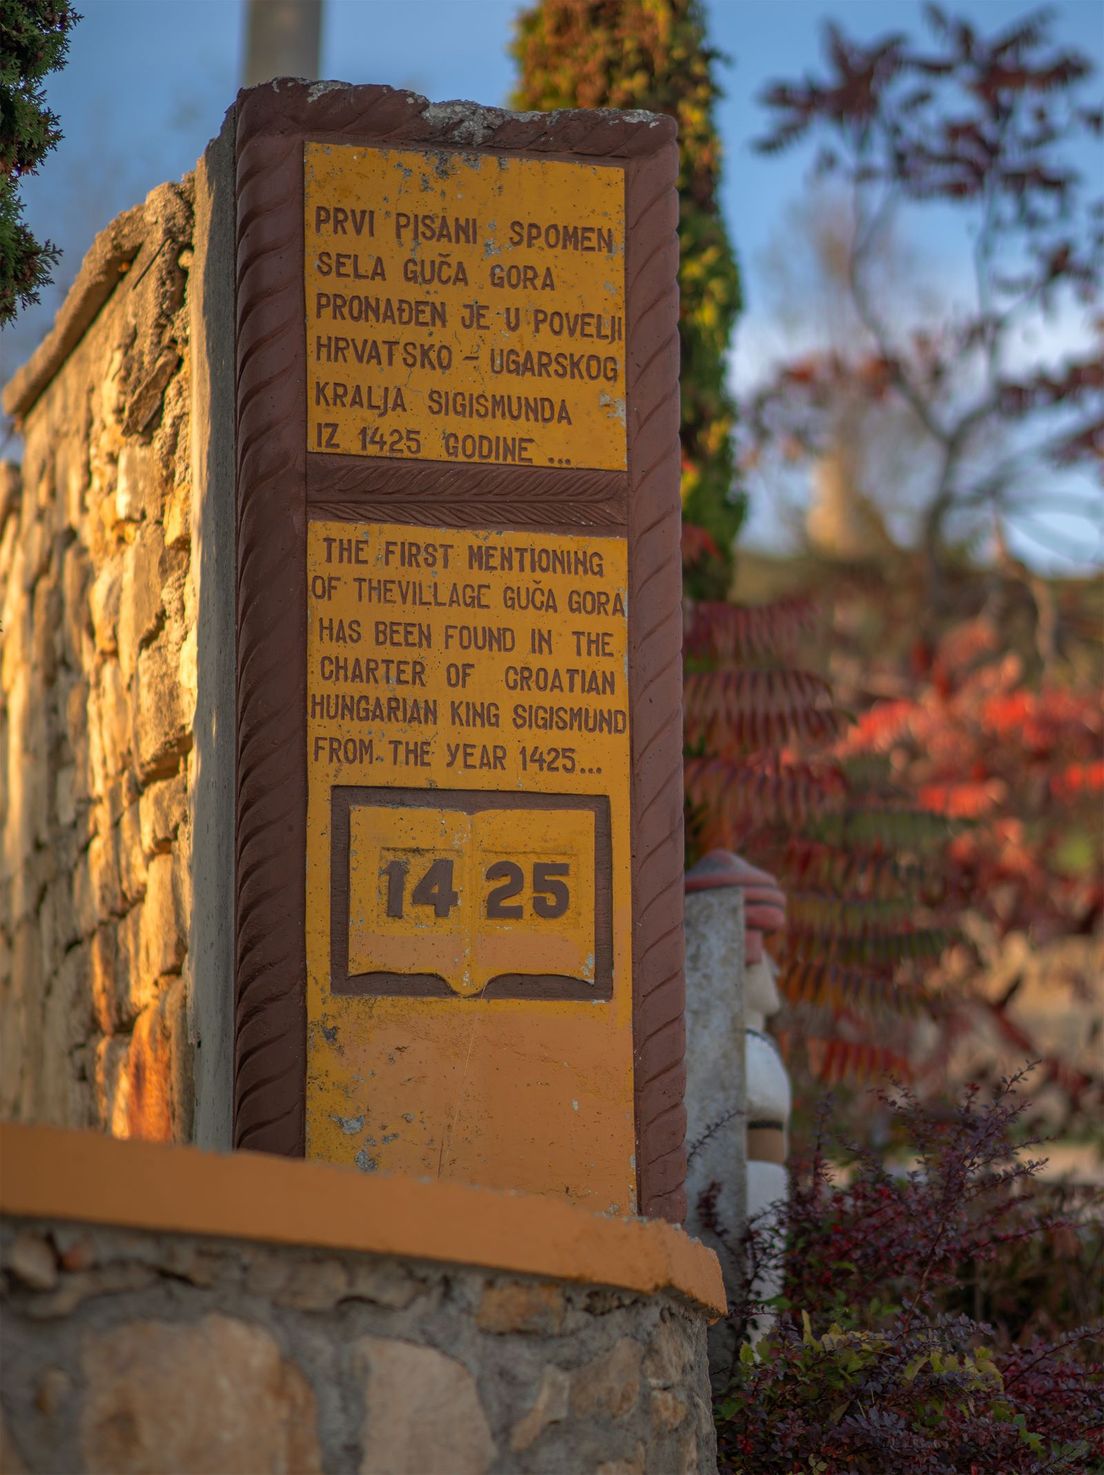 PRVI PISANI SPOMEN
SELA GUČA GORA
PRONAĐEN JE U POVELJI
HRVATSKO - UGARSKOG
KRALJA SIGISMUNDA
IZ 1425 GODINE ...
THE FIRST MENTIONING
OF THEVILLAGE GUČA GORA
HAS BEEN FOUND IN THE
CHARTER OF CROATIAN
HUNGARIAN KING SIGISMUND
FROM THE YEAR 1425...
14 25